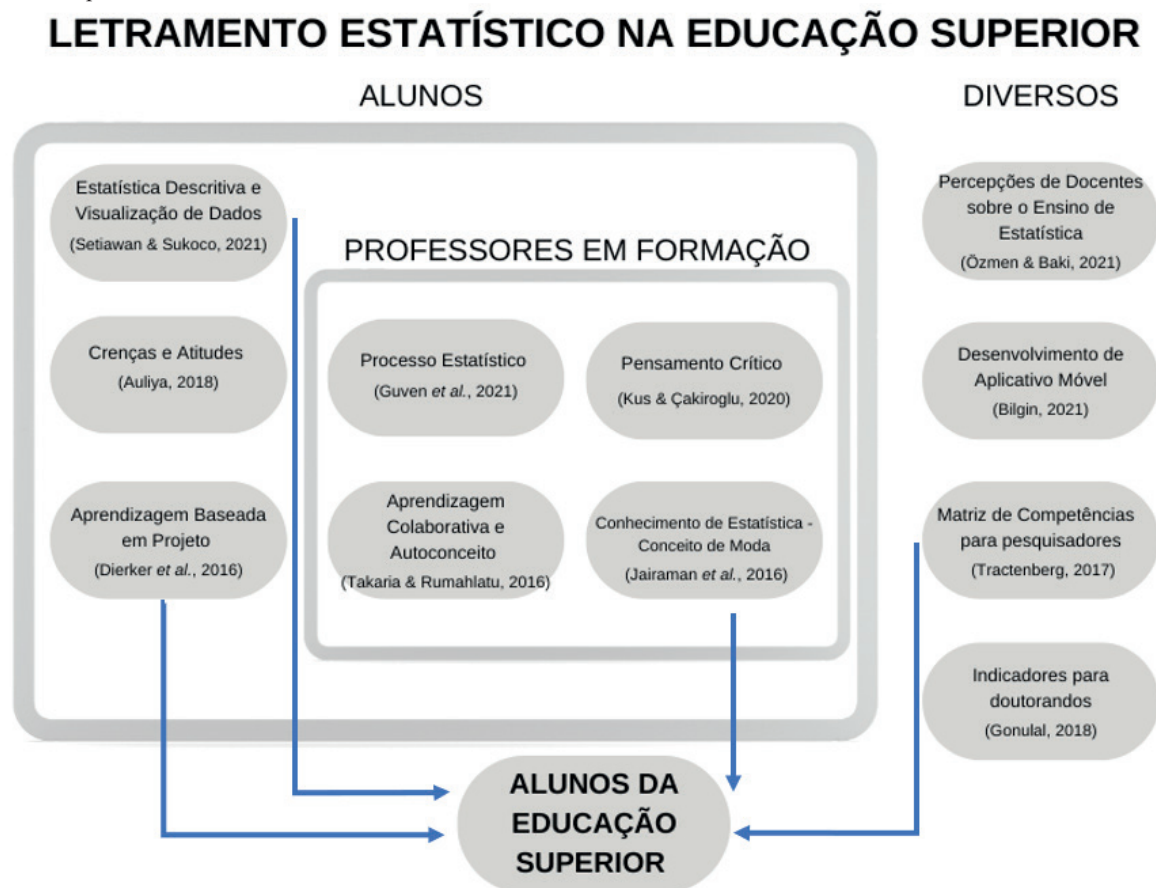 LETRAMENTO ESTATÍSTICO NA EDUCAÇÃO SUPERIOR
ALUNOS
Estatística Descritiva e
Visualização de Dados
(Setiawan & Sukoco, 2021)
Crenças e Atitudes
(Auliya, 2018)
Aprendizagem Baseada
em Projeto
(Dierker et al., 2016)
PROFESSORES EM FORMAÇÃO
Processo Estatístico
(Guven et al., 2021)
Pensamento Crítico
(Kus & Çakiroglu, 2020)
Aprendizagem
Colaborativa e
Autoconceito
(Takaria & Rumahlatu, 2016)
Conhecimento de Estatística -
Conceito de Moda
(Jairaman et al., 2016)
DIVERSOS
Percepções de Docentes
sobre o Ensino de
Estatística
(Özmen & Baki, 2021)
Desenvolvimento de
Aplicativo Móvel
(Bilgin, 2021)
Matriz de Competências
para pesquisadores
(Tractenberg, 2017)
Indicadores para
doutorandos
(Gonulal, 2018)
ALUNOS DA
EDUCAÇÃO
SUPERIOR